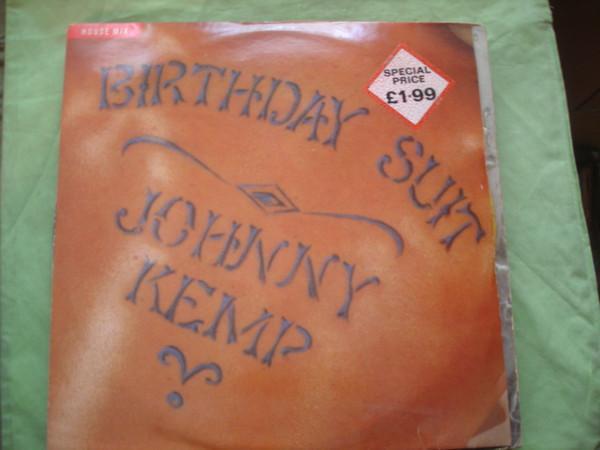 HOUSE MIX
BIRTHDAY SUIT
SPECIAL
PRICE
£1·99
JOHNNY
KEMP
?